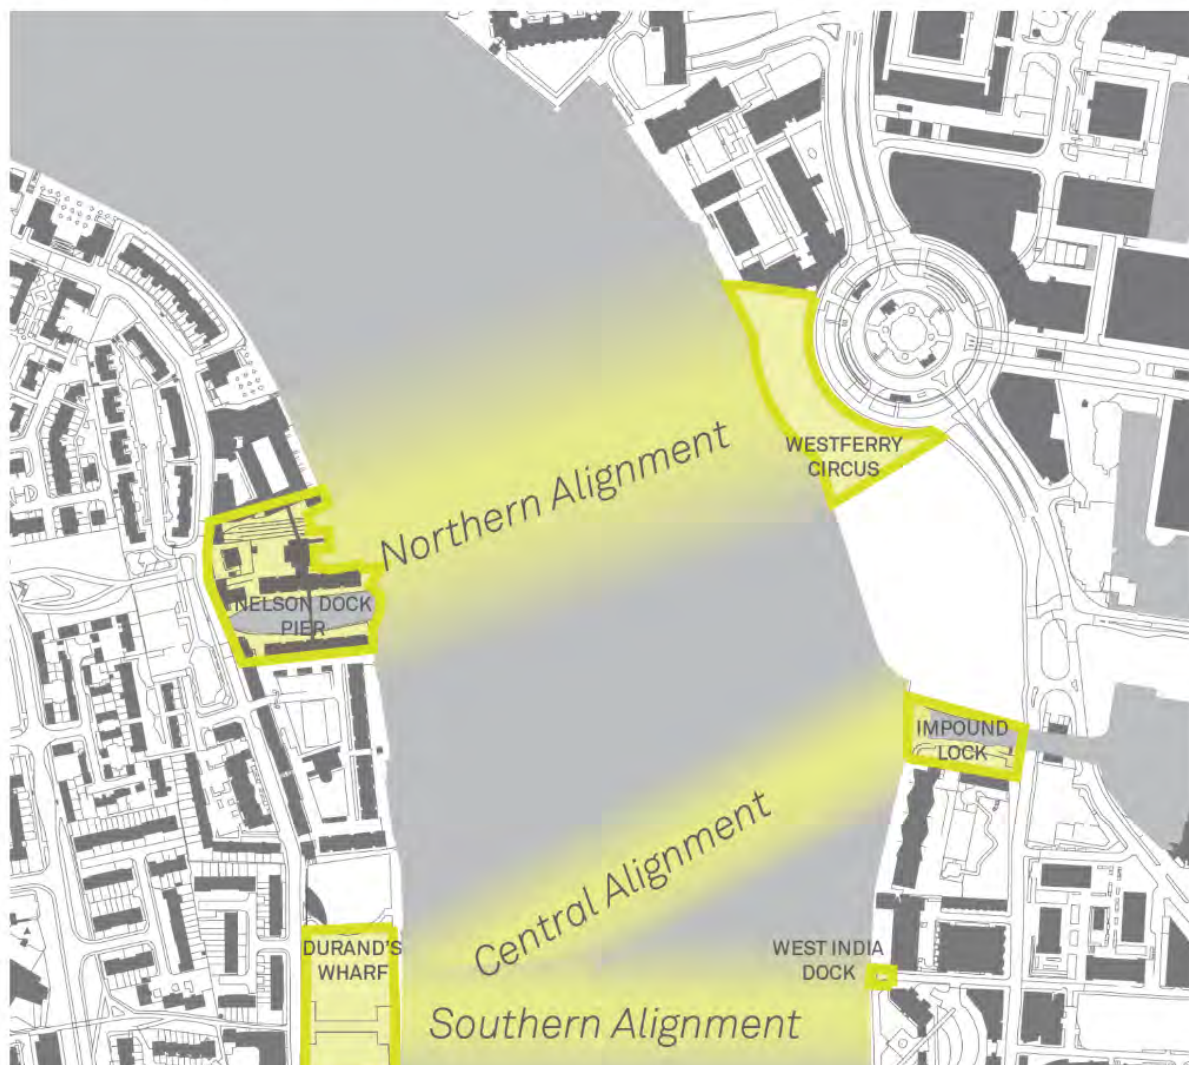 WESTFERRY
CIRCUS
Northern Alignment
NELSON DOCK
PIER
IMPOUND
LOCK
Central Alignment
DURAND'S
WHARF
WEST INDIA
DOCK
Southern Alignment